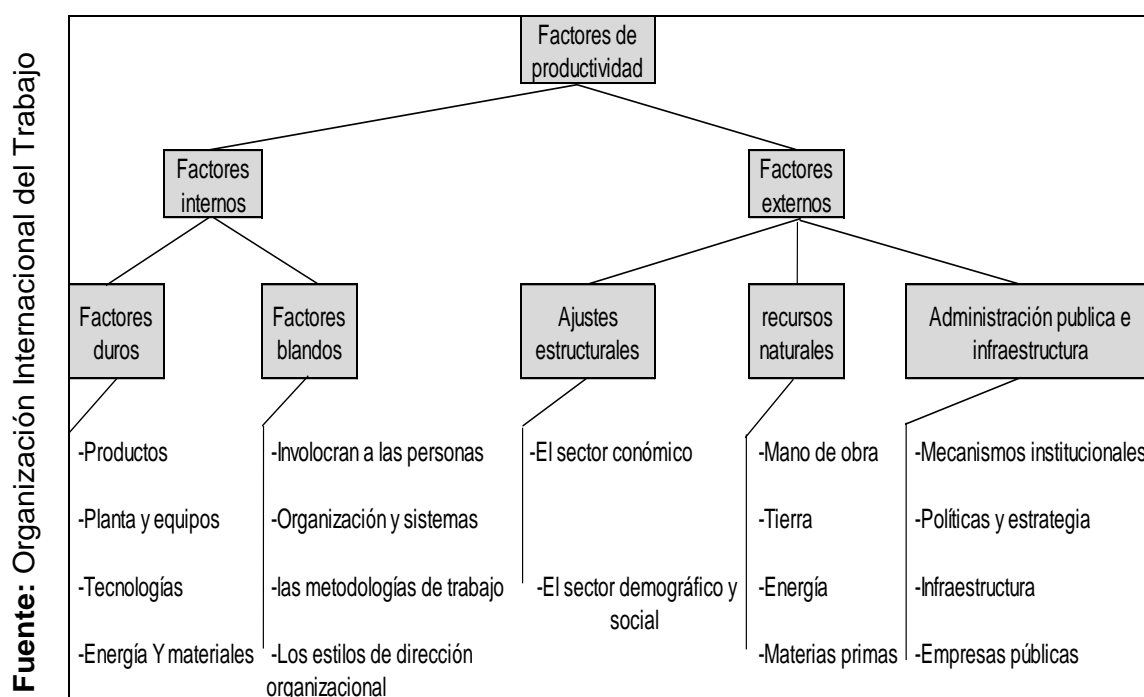 Fuente: Organización Internacional del Trabajo
Factores de
productividad
Factores
internos
Factores
externos
Factores
duros
Factores
blandos
Ajustes
estructurales
recursos
naturales
Administración publica e
infraestructura
-Productos
-Planta y equipos
-Tecnologías
-Energía Y materiales
-Involocran a las personas
-Organización y sistemas
-las metodologías de trabajo
-Los estilos de dirección
organizacional
-El sector conómico
-El sector demográfico y
social
-Mano de obra
-Tierra
-Energía
-Materias primas
-Mecanismos institucionales
-Políticas y estrategia
-Infraestructura
-Empresas públicas